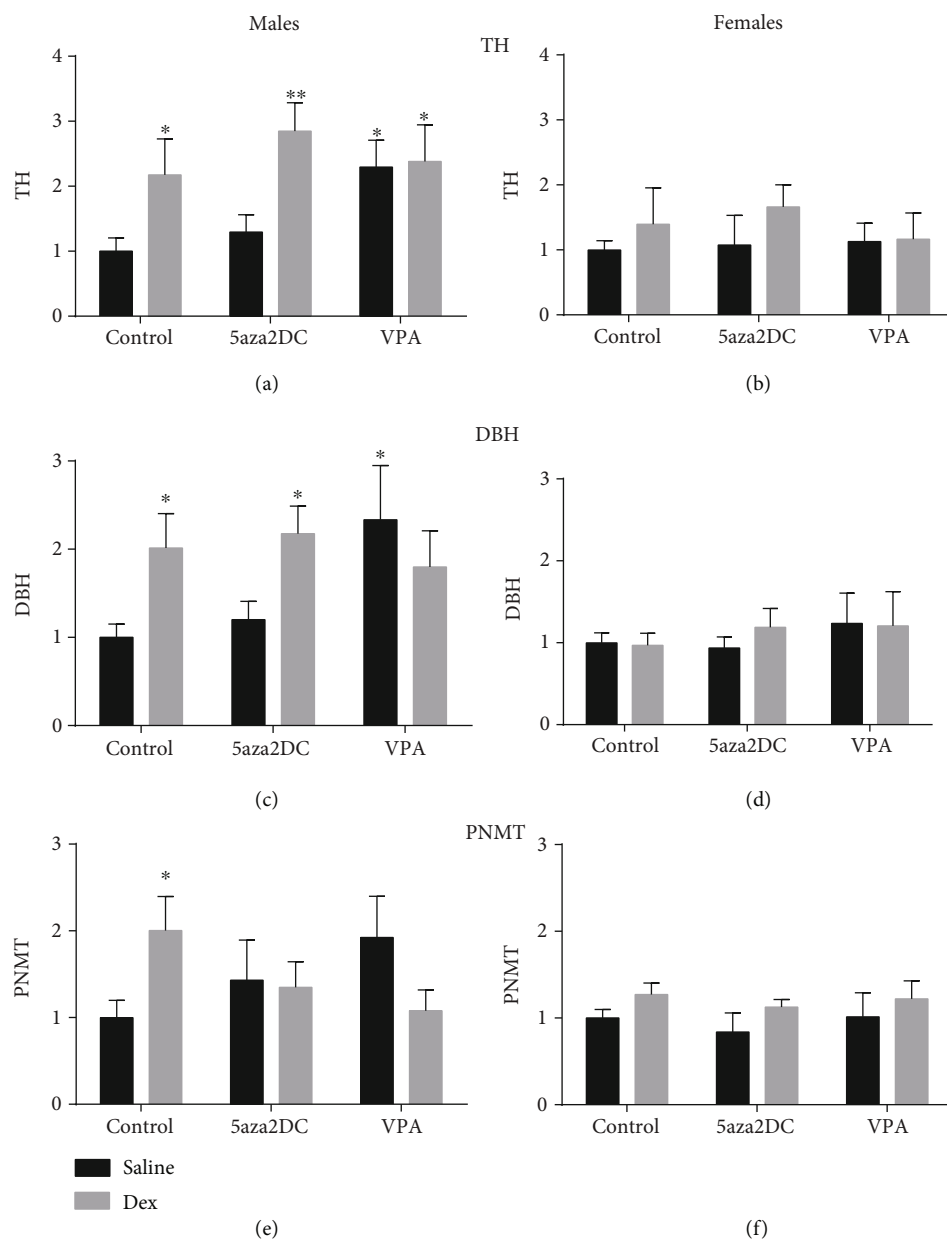 Males
Females
TH
4
3
2
1
0
TH
*
**
*
*
Control
5aza2DC
VPA
(a)
4
3
2
1
0
TH
Control
5aza2DC
VPA
(b)
DBH
3
2
1
0
DBH
*
*
*
Control
5aza2DC
VPA
(c)
3
2
1
0
DBH
Control
5aza2DC
VPA
(d)
PNMT
3
2
1
0
PNMT
*
Control
5aza2DC
VPA
Saline
Dex
(e)
3
2
1
0
PNMT
Control
5aza2DC
VPA
(f)